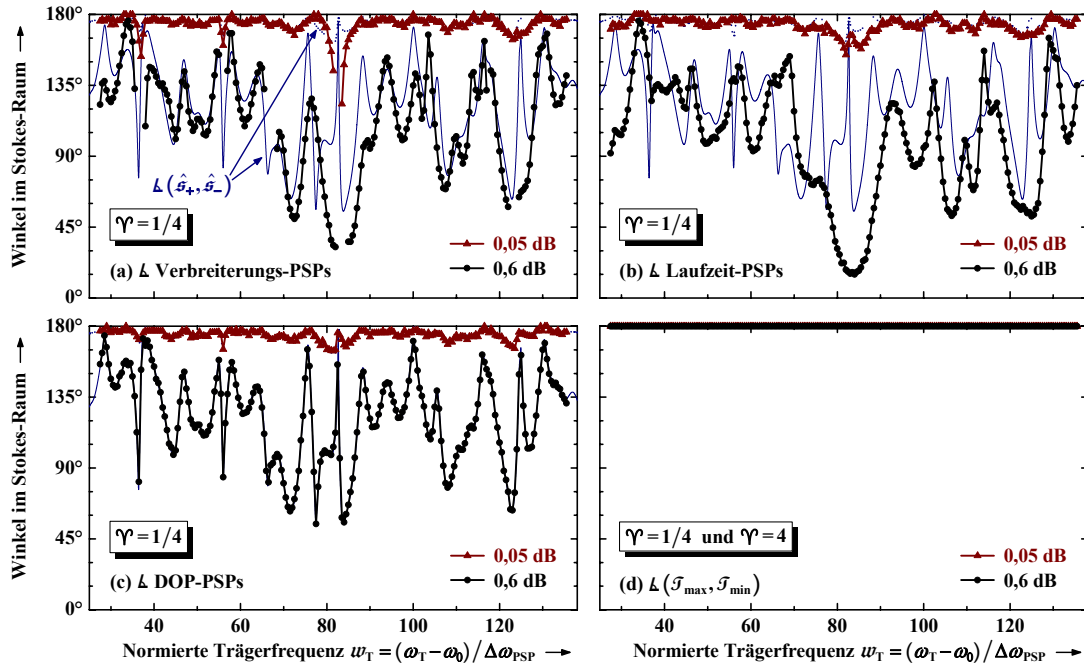 Winkel im Stokes-Raum →
180°
135°
90°
45°
0°
∡(ŝ₊, ŝ₋)
ϒ = 1/4
0,05 dB
0,6 dB
(a) ∡ Verbreiterungs-PSPs
ϒ = 1/4
0,05 dB
0,6 dB
(b) ∡ Laufzeit-PSPs
Winkel im Stokes-Raum →
180°
135°
90°
45°
0°
ϒ = 1/4
0,05 dB
0,6 dB
(c) ∡ DOP-PSPs
ϒ = 1/4 und ϒ = 4
0,05 dB
0,6 dB
(d) ∡(𝒯max, 𝒯min)
40 60 80 100 120
40 60 80 100 120
Normierte Trägerfrequenz wT = (ωT − ω0) / ΔωPSP →
Normierte Trägerfrequenz wT = (ωT − ω0) / ΔωPSP →